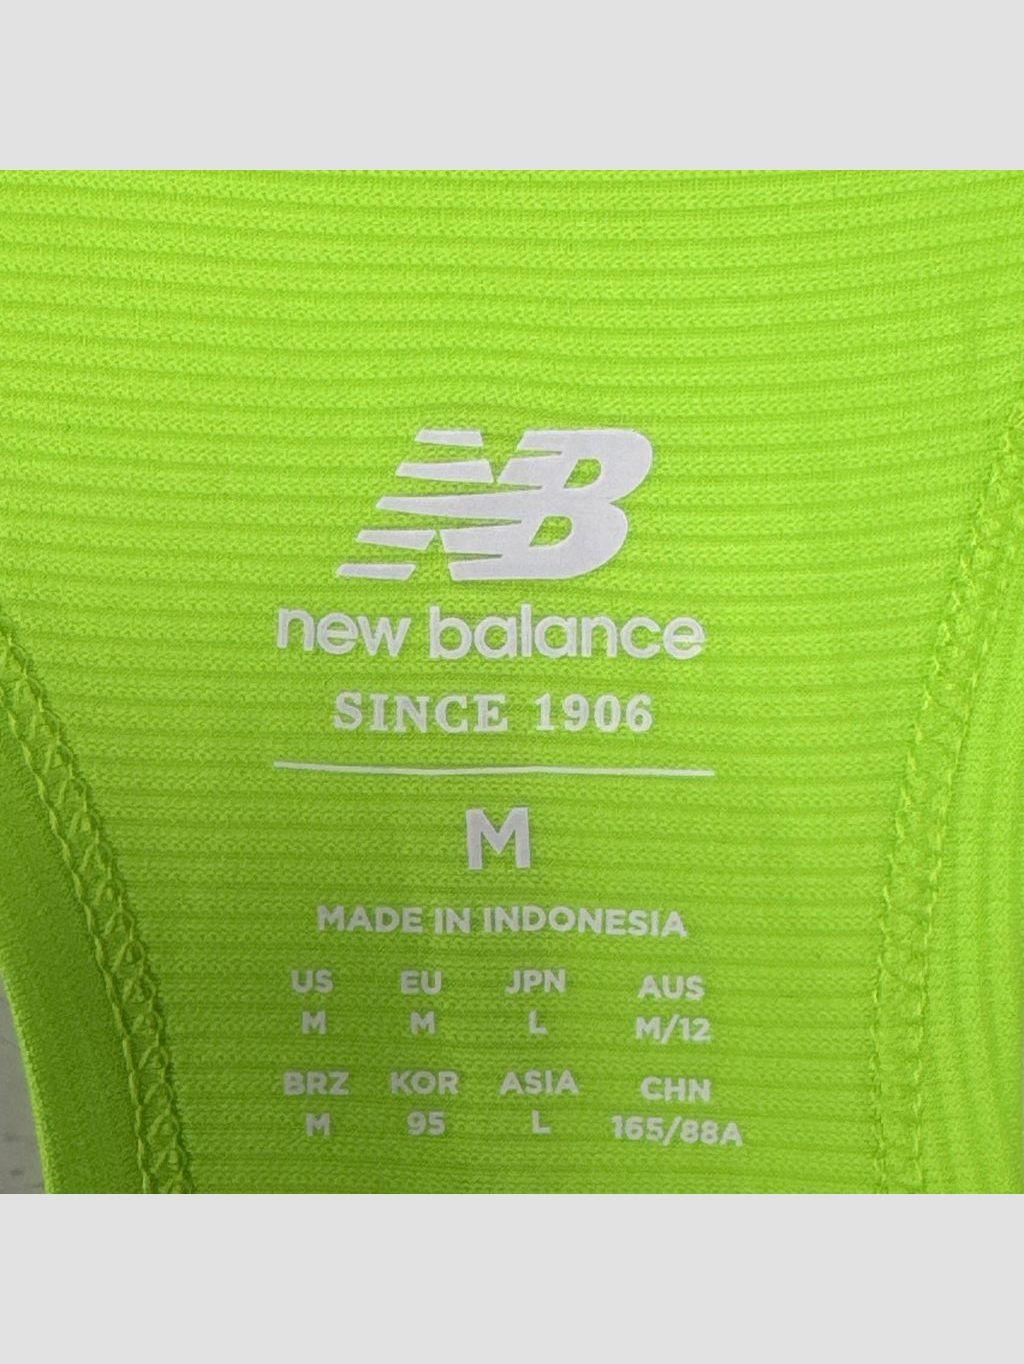 NB
new balance
SINCE 1906
M
MADE IN INDONESIA
US EU JPN AUS
M M L M/12
BRZ KOR ASIA CHN
M 95 L 165/88A